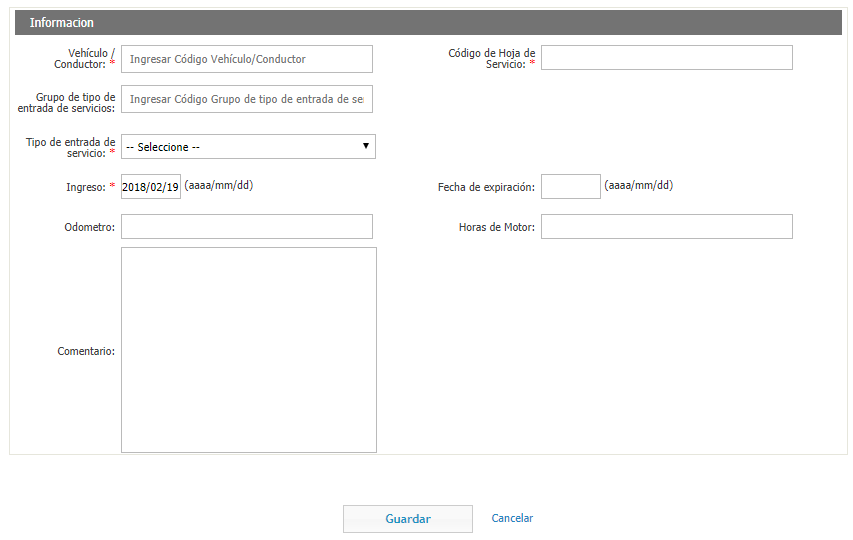 Informacion
Vehículo /
Conductor: *
Ingresar Código Vehículo/Conductor
Código de Hoja de
Servicio: *
Grupo de tipo de
entrada de servicios:
Ingresar Código Grupo de tipo de entrada de se
Tipo de entrada de
servicio: *
-- Seleccione --
Ingreso: *
2018/02/19
(aaaa/mm/dd)
Fecha de expiración:
(aaaa/mm/dd)
Odometro:
Horas de Motor:
Comentario:
Guardar
Cancelar